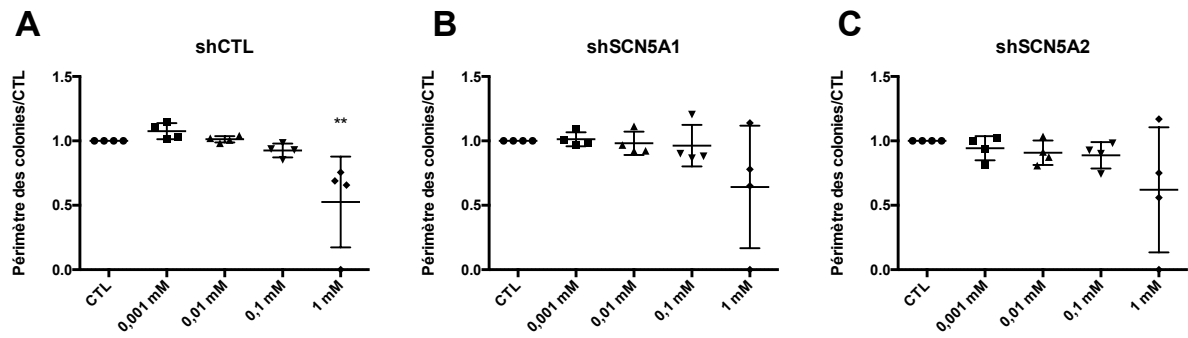 A
shCTL
Périmètre des colonies/CTL
1.5
1.0
0.5
0.0
**
CTL
0,001 mM
0,01 mM
0,1 mM
1 mM
B
shSCN5A1
Périmètre des colonies/CTL
1.5
1.0
0.5
0.0
CTL
0,001 mM
0,01 mM
0,1 mM
1 mM
C
shSCN5A2
Périmètre des colonies/CTL
1.5
1.0
0.5
0.0
CTL
0,001 mM
0,01 mM
0,1 mM
1 mM